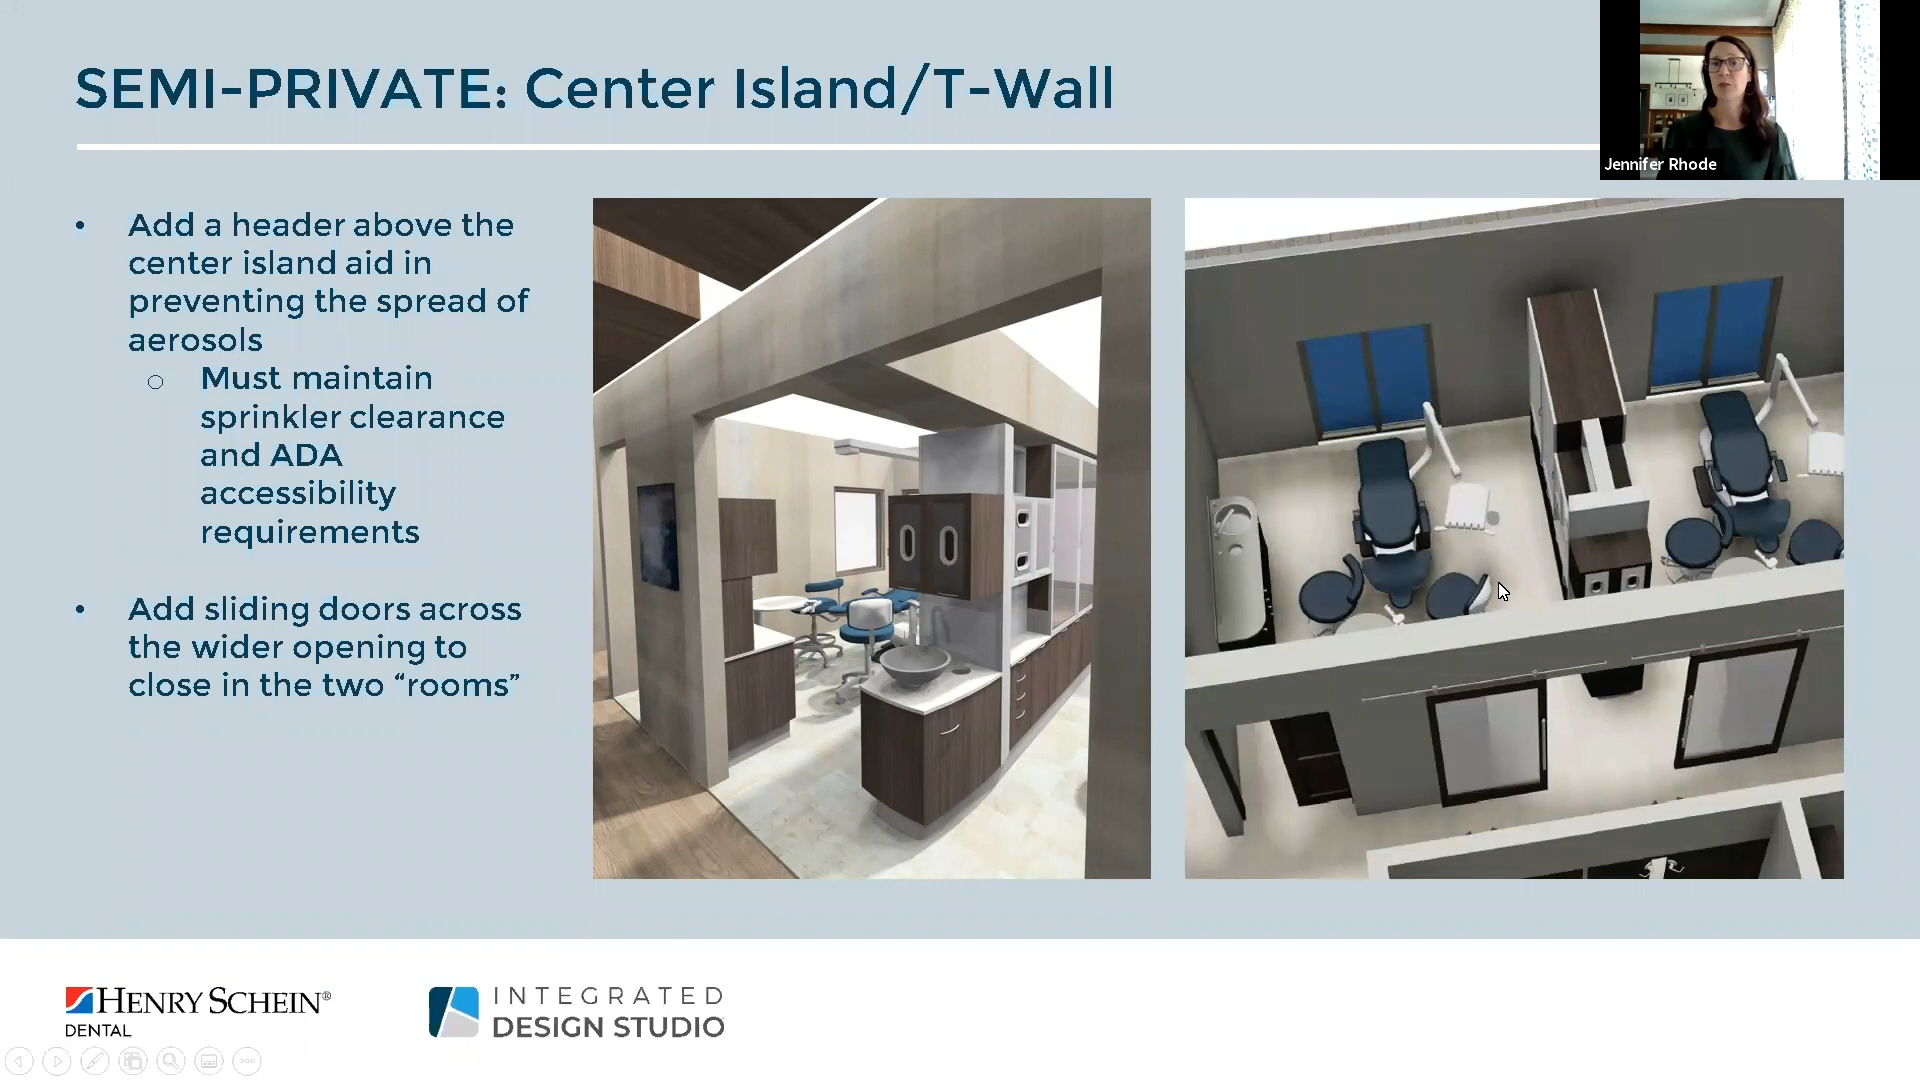 SEMI-PRIVATE: Center Island/T-Wall
Jennifer Rhode
• Add a header above the
center island aid in
preventing the spread of
aerosols
o Must maintain
sprinkler clearance
and ADA
accessibility
requirements
• Add sliding doors across
the wider opening to
close in the two “rooms”
HENRY SCHEIN®
DENTAL
INTEGRATED
DESIGN STUDIO